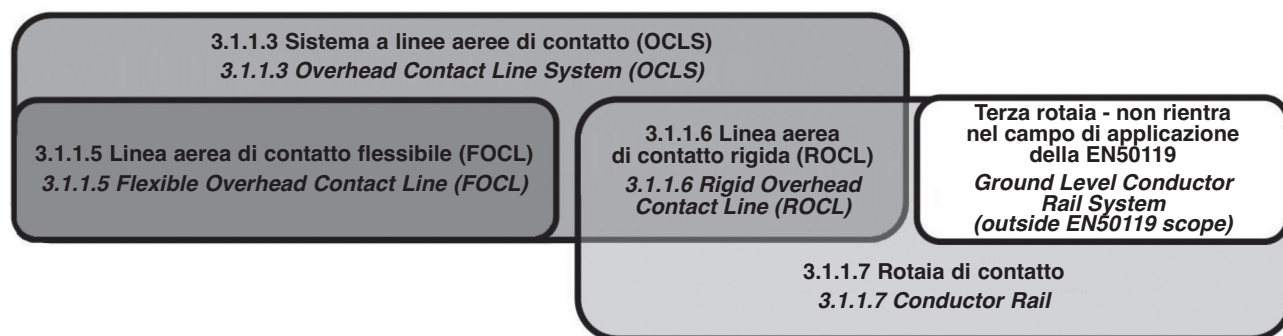 3.1.1.3 Sistema a linee aeree di contatto (OCLS)
3.1.1.3 Overhead Contact Line System (OCLS)
3.1.1.5 Linea aerea di contatto flessibile (FOCL)
3.1.1.5 Flexible Overhead Contact Line (FOCL)
3.1.1.6 Linea aerea
di contatto rigida (ROCL)
3.1.1.6 Rigid Overhead
Contact Line (ROCL)
Terza rotaia - non rientra
nel campo di applicazione
della EN50119
Ground Level Conductor
Rail System
(outside EN50119 scope)
3.1.1.7 Rotaia di contatto
3.1.1.7 Conductor Rail